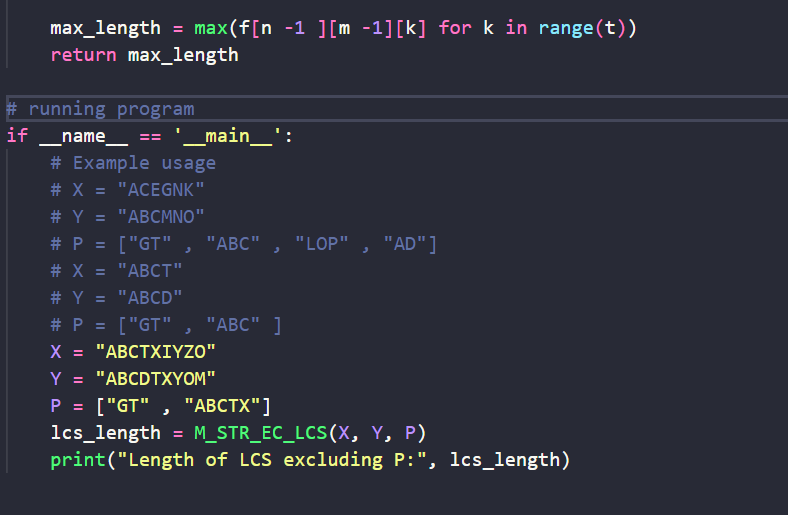 max_length = max(f[n -1 ][m -1][k] for k in range(t))
return max_length
# running program
if __name__ == '__main__':
# Example usage
# X = "ACEGNK"
# Y = "ABCMNO"
# P = ["GT" , "ABC" , "LOP" , "AD"]
# X = "ABCT"
# Y = "ABCD"
# P = ["GT" , "ABC" ]
X = "ABCTXIYZO"
Y = "ABCDTXYOM"
P = ["GT" , "ABCTX"]
lcs_length = M_STR_EC_LCS(X, Y, P)
print("Length of LCS excluding P:", lcs_length)